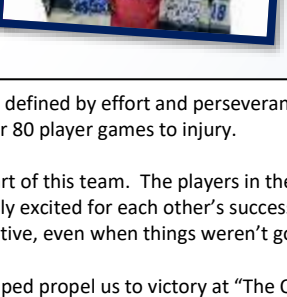 defined by effort and perseveran
r 80 player games to injury.
rt of this team.  The players in the
ly excited for each other's success
tive, even when things weren't go
ped propel us to victory at "The C